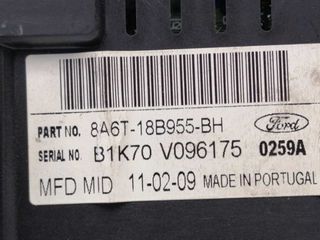 PART NO. 8A6T-18B955-BH Ford
SERIAL NO. B1K70 V096175 0259A
MFD MID 11-02-09 MADE IN PORTUGAL